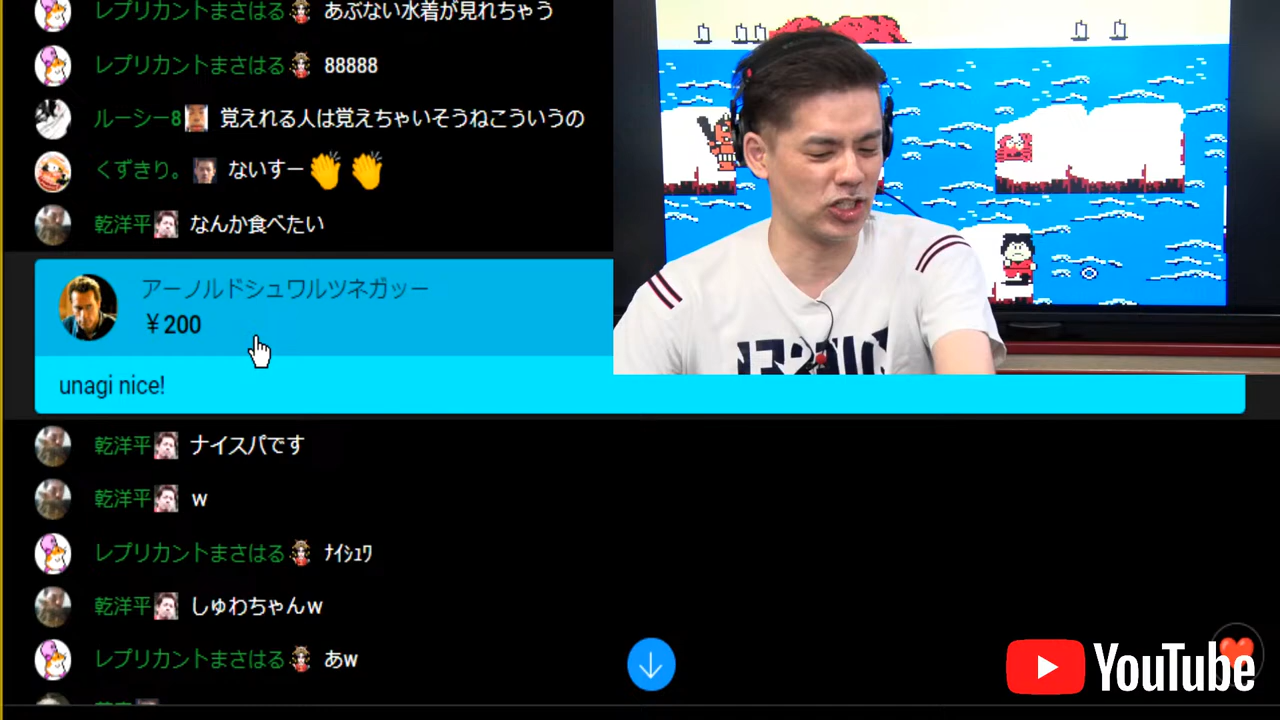 レプリカントまさはる あぶない水着が見れちゃう
レプリカントまさはる 88888
ルーシー8 覚えれる人は覚えちゃいそうねこういうの
くずきり。 ないすー
乾洋平 なんか食べたい
アーノルドシュワルツネガッー
￥200
unagi nice!
乾洋平 ナイスパです
乾洋平 w
レプリカントまさはる ﾅｲｼｭﾜ
乾洋平 しゅわちゃんw
レプリカントまさはる あw
YouTube